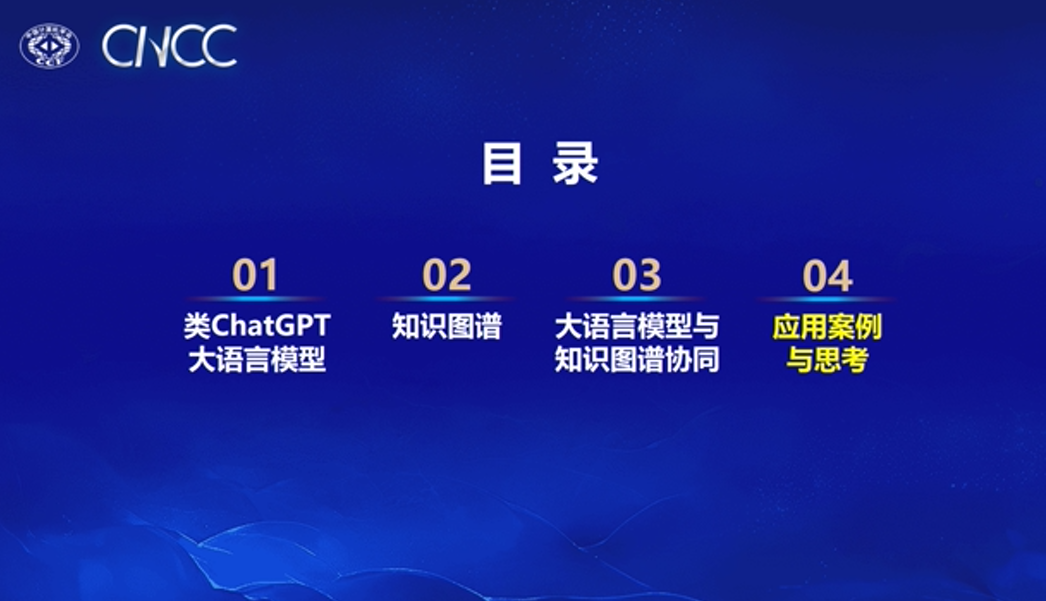 CCF
CNCC
目 录
01
类ChatGPT
大语言模型
02
知识图谱
03
大语言模型与
知识图谱协同
04
应用案例
与思考